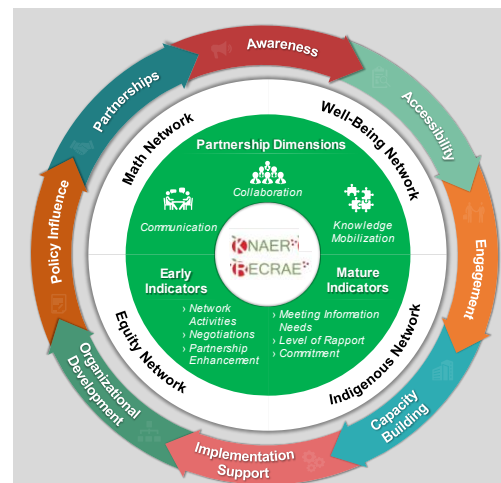 Awareness
Accessibility
Engagement
Capacity
Building
Implementation
Support
Organizational
Development
Policy Influence
Partnerships
Math Network
Well-Being Network
Indigenous Network
Equity Network
Partnership Dimensions
Collaboration
Communication
Knowledge
Mobilization
KNAER
RECRAE
Early
Indicators
› Network
Activities
› Negotiations
› Partnership
Enhancement
Mature
Indicators
› Meeting Information
Needs
› Level of Rapport
› Commitment